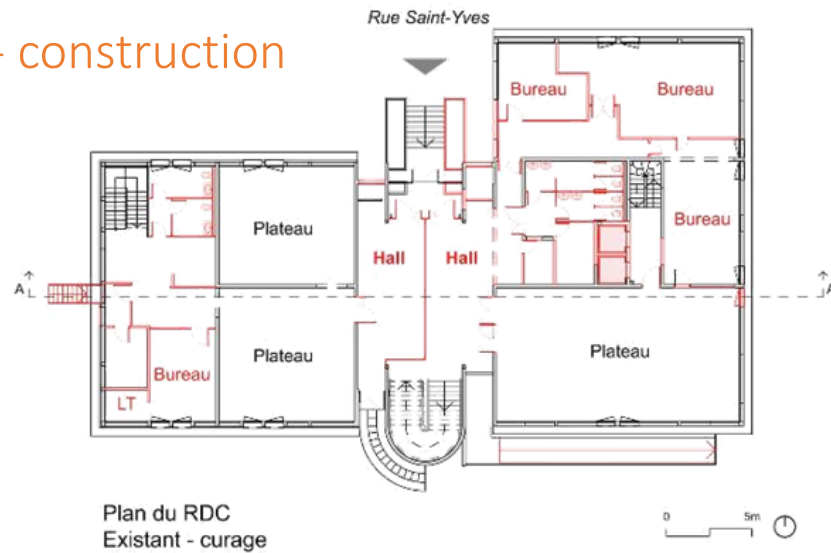 Rue Saint-Yves
- construction
Bureau
Bureau
Plateau
Bureau
Hall
Hall
A
A
Plateau
Plateau
Bureau
LT
Plan du RDC
Existant - curage
0
5m